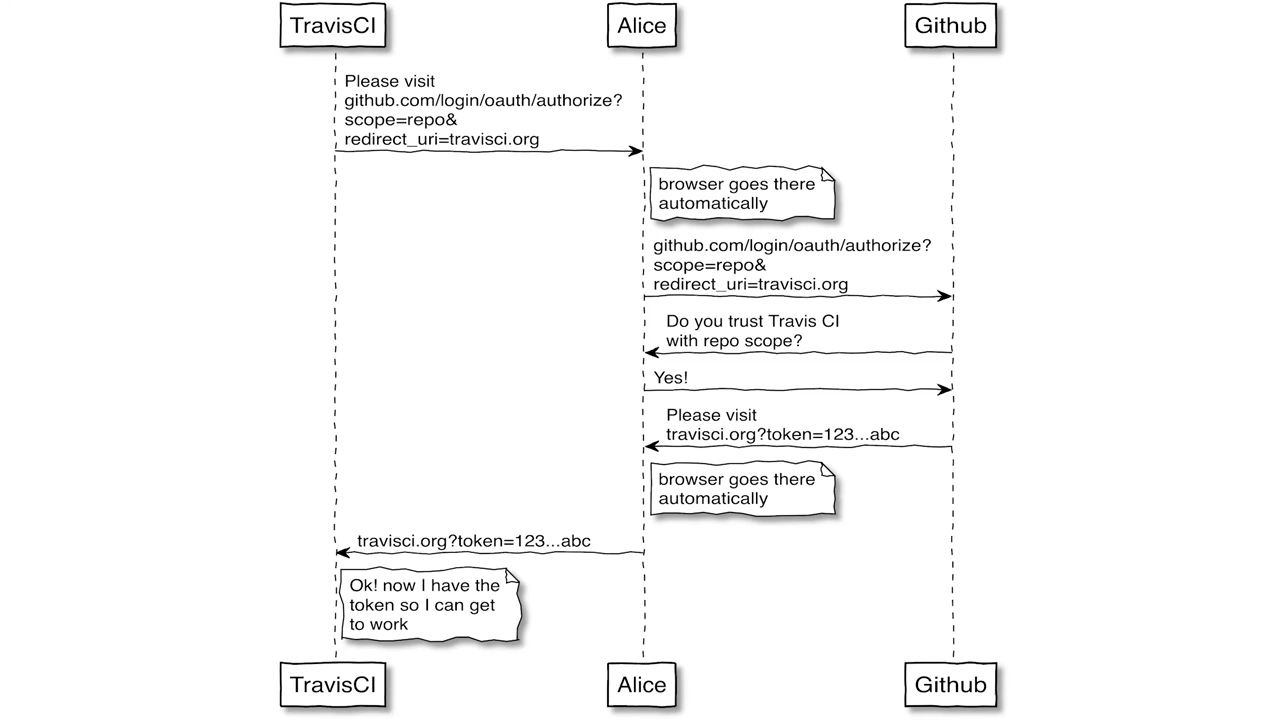 TravisCI
Alice
Github
Please visit
github.com/login/oauth/authorize?
scope=repo&
redirect_uri=travisci.org
browser goes there
automatically
github.com/login/oauth/authorize?
scope=repo&
redirect_uri=travisci.org
Do you trust Travis CI
with repo scope?
Yes!
Please visit
travisci.org?token=123...abc
browser goes there
automatically
travisci.org?token=123...abc
Ok! now I have the
token so I can get
to work
TravisCI
Alice
Github